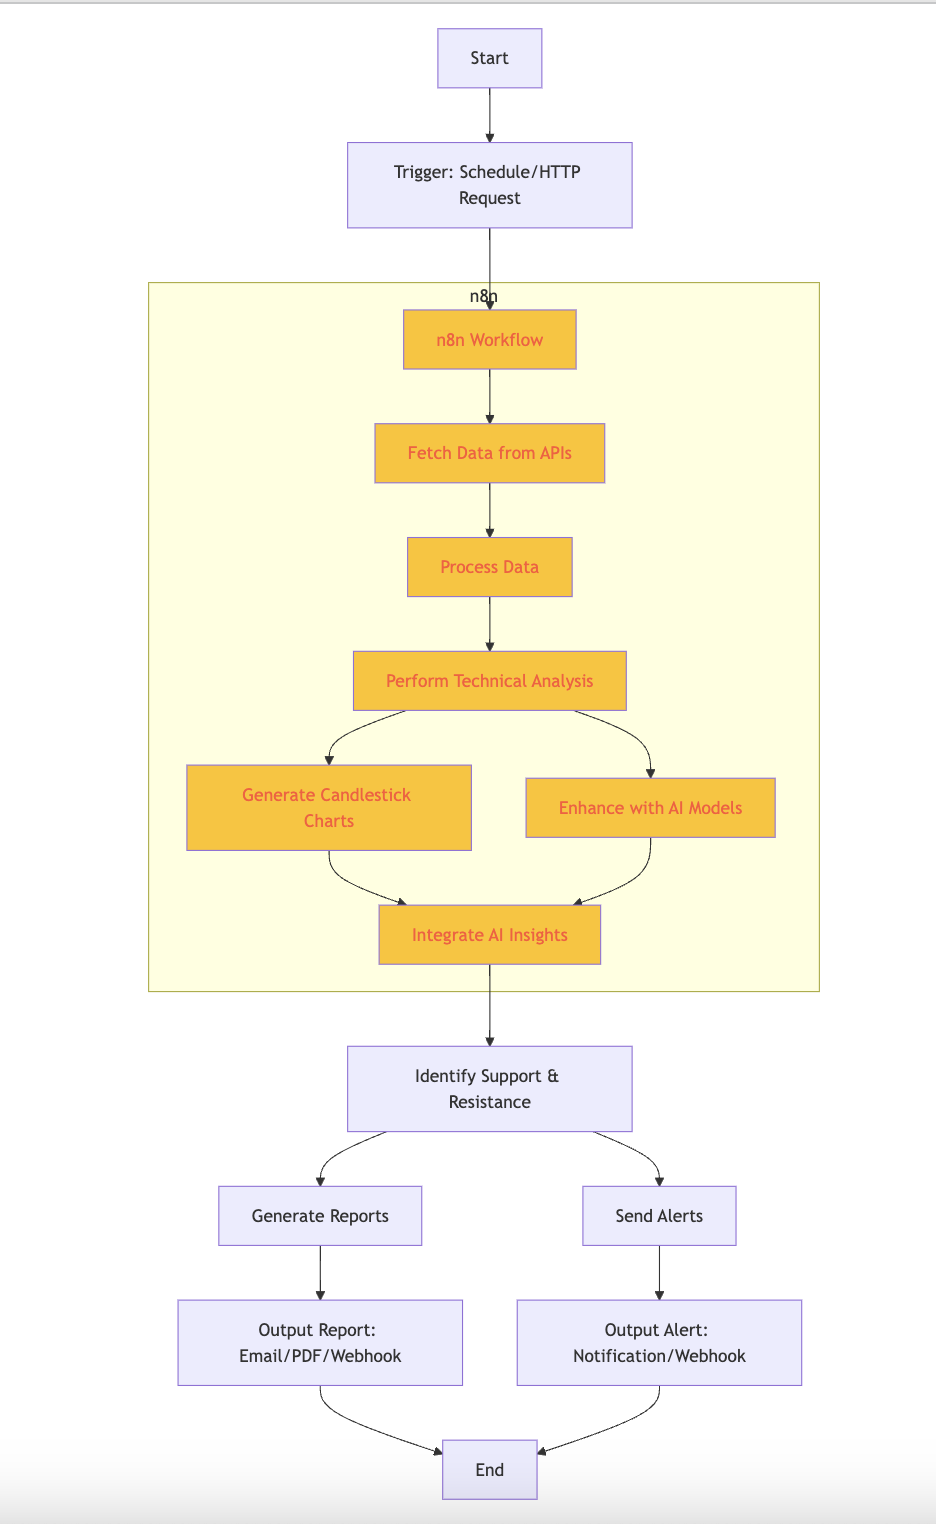 Start
Trigger: Schedule/HTTP
Request
n8n
n8n Workflow
Fetch Data from APIs
Process Data
Perform Technical Analysis
Generate Candlestick
Charts
Enhance with AI Models
Integrate AI Insights
Identify Support &
Resistance
Generate Reports
Send Alerts
Output Report:
Email/PDF/Webhook
Output Alert:
Notification/Webhook
End